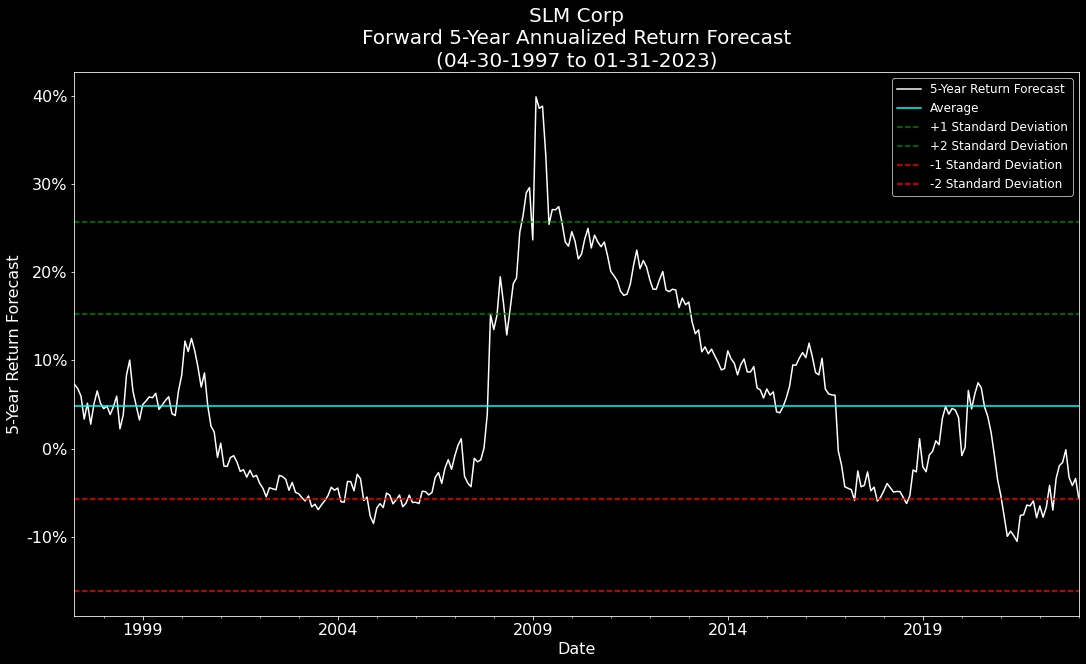 SLM Corp
Forward 5-Year Annualized Return Forecast
(04-30-1997 to 01-31-2023)
5-Year Return Forecast
Average
+1 Standard Deviation
+2 Standard Deviation
-1 Standard Deviation
-2 Standard Deviation
40%
30%
20%
10%
0%
-10%
5-Year Return Forecast
1999
2004
2009
2014
2019
Date